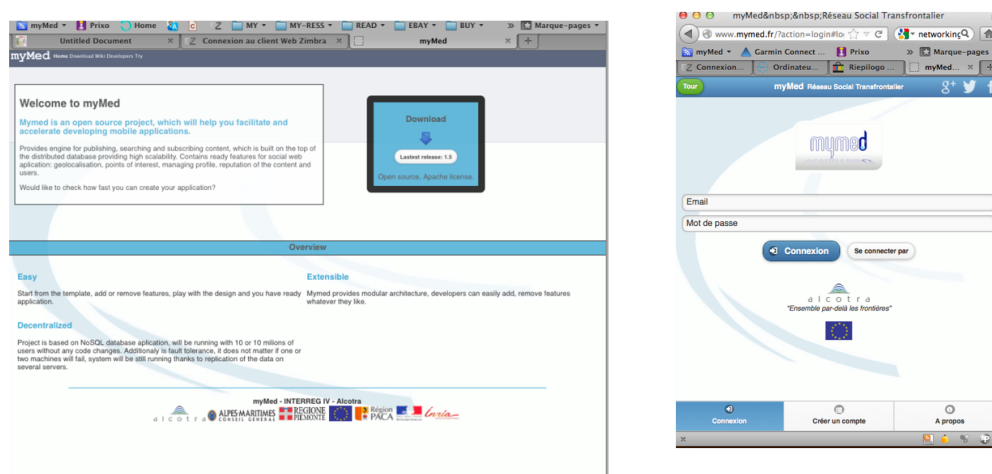 myMed
Prixo
Home
Z
MY
MY-RESS
READ
EBAY
BUY
»
Marque-pages
Untitled Document
Z Connexion au client Web Zimbra
myMed
myMed Home Download Wiki Developers Try
Welcome to myMed
Mymed is an open source project, which will help you facilitate and
accelerate developing mobile applications.
Provides engine for publishing, searching and subscribing content, which is built on the top of
the distributed database providing high scalability. Contains ready features for social web
aplication: geolocalisation, points of interest, managing profile, reputation of the content and
users.
Would like to check how fast you can create your application?
Download
Lastest release: 1.5
Open source, Apache license.
Overview
Easy
Start from the template, add or remove features, play with the design and you have ready
application.
Extensible
Mymed provides modular architecture, developers can easily add, remove features
whatever they like.
Decentralized
Project is based on NoSQL database aplication, will be running with 10 or 10 milions of
users without any code changes. Additionaly is fault tolerance, it does not matter if one or
two machines will fail, system will be still running thanks to replication of the data on
several servers.
myMed - INTERREG IV - Alcotra
alcotra
ALPES-MARITIMES
CONSEIL GENERAL
REGIONE
PIEMONTE
Région
PACA
Inria
myMed&nbsp;&nbsp;Réseau Social Transfrontalier
www.mymed.fr/?action=login#lo
networking
myMed
Garmin Connect ...
Prixo
»
Marque-pages
Z Connexion...
Ordinateu...
Riepilogo ...
myMed...
Tour
myMed Réseau Social Transfrontalier
mymed
Email
Mot de passe
Connexion
Se connecter par
alcotra
"Ensemble par-delà les frontières"
Connexion
Créer un compte
A propos